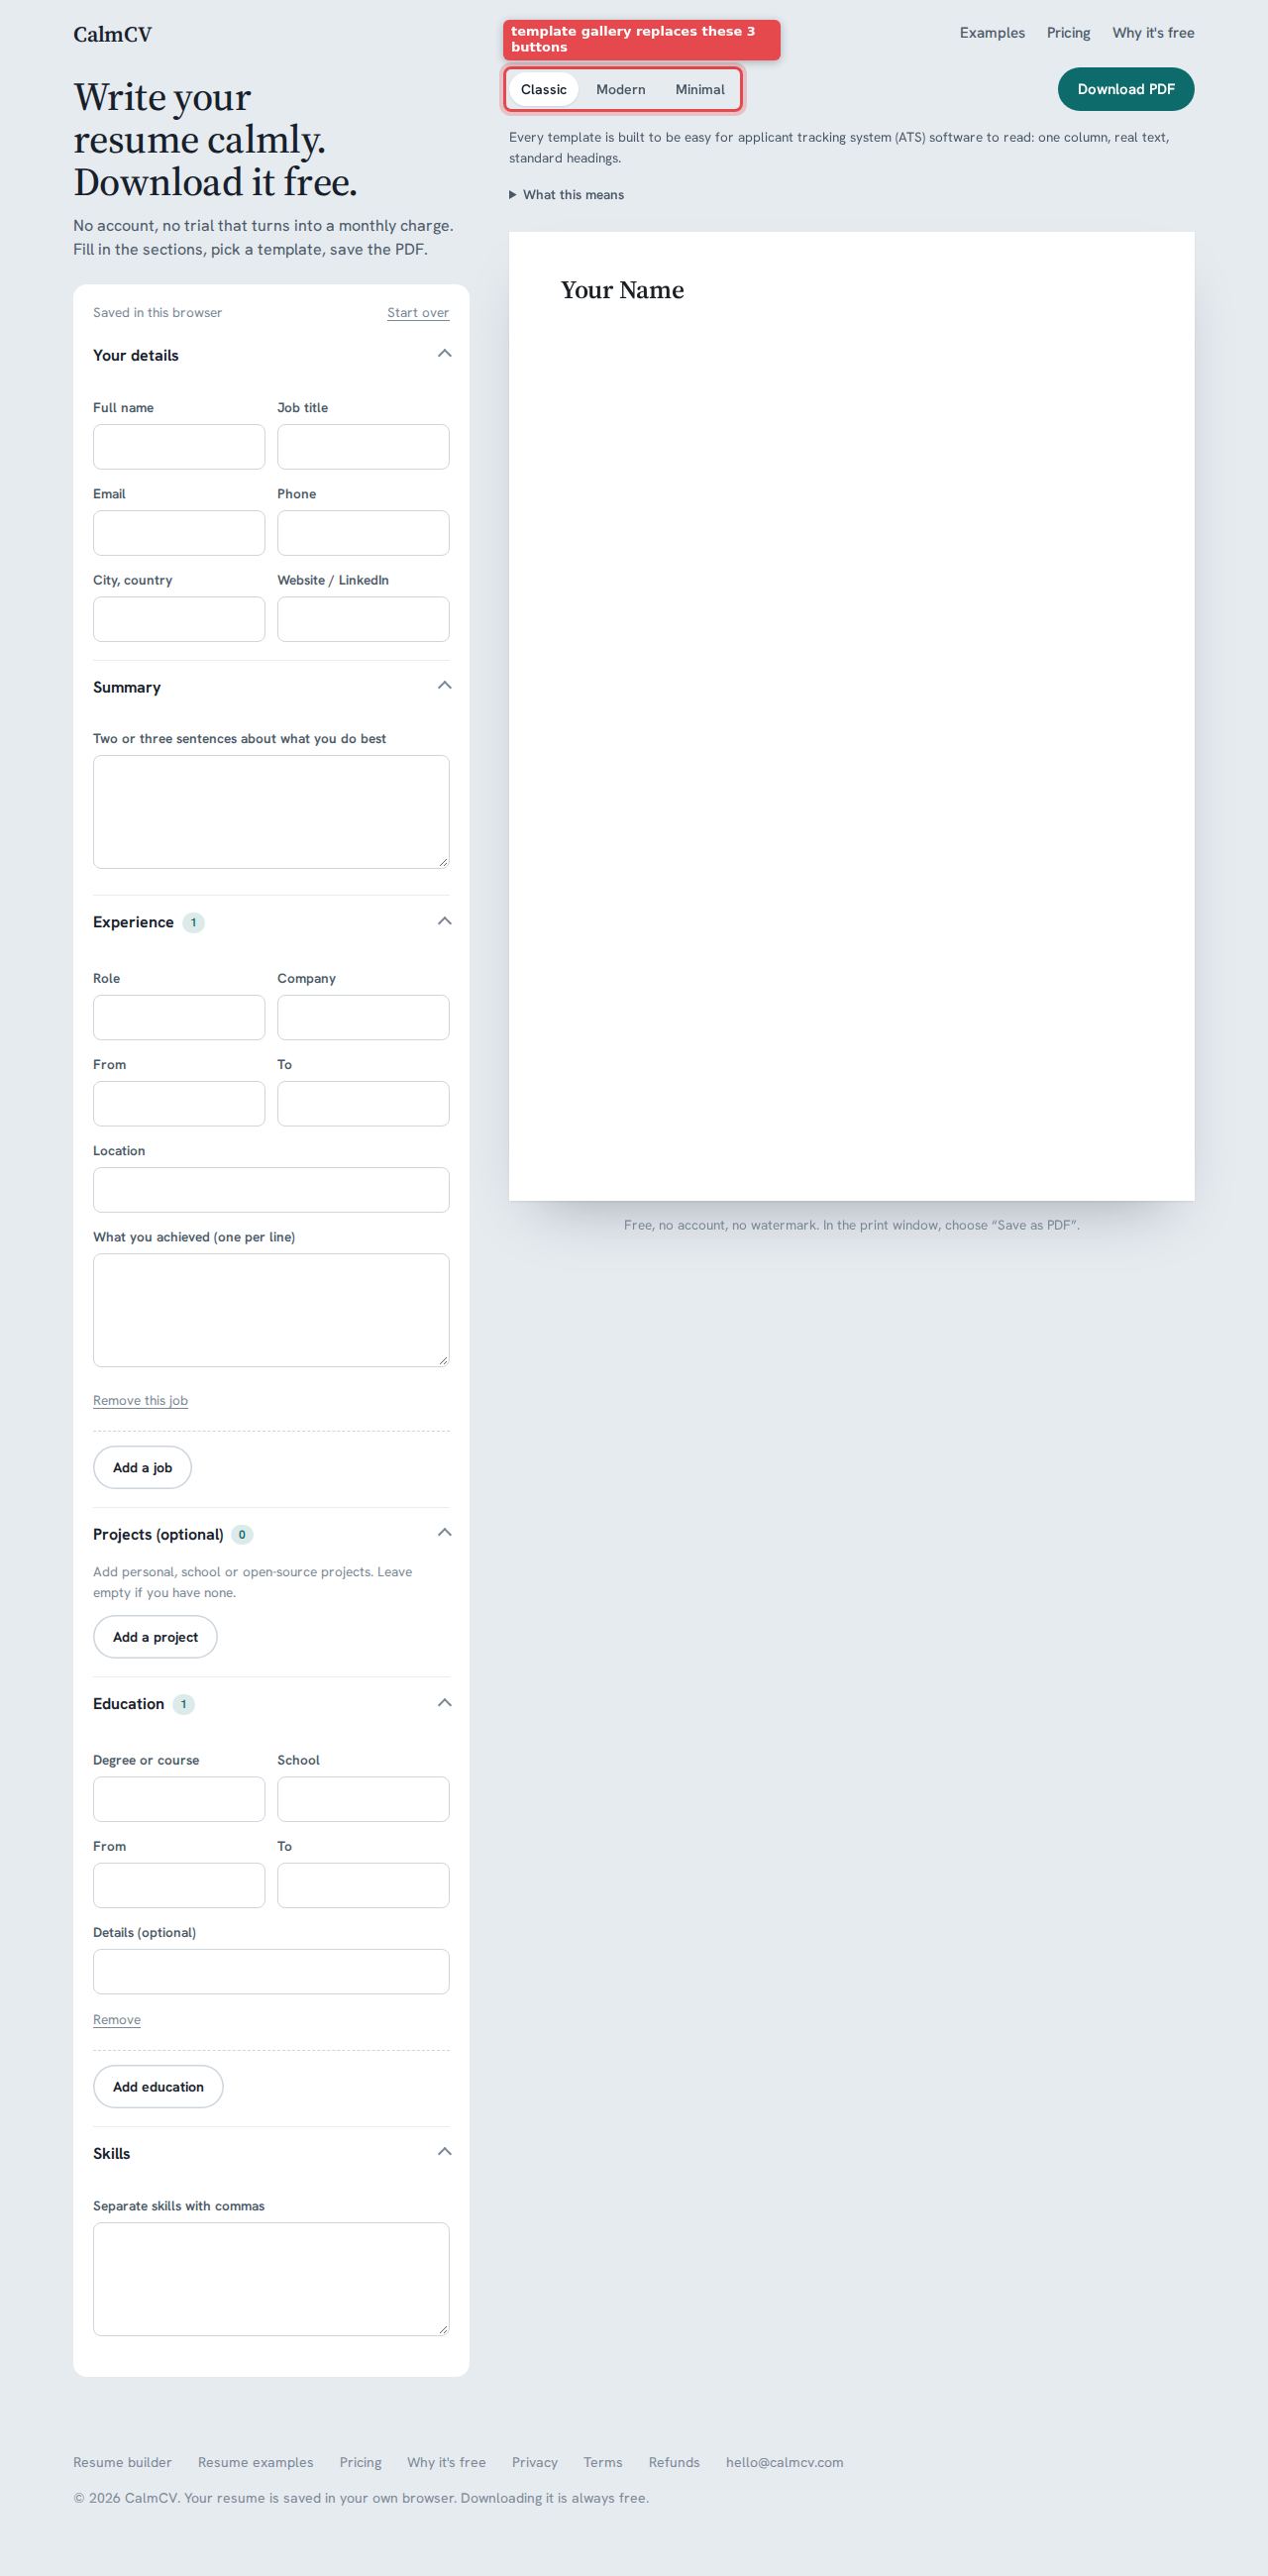 CalmCV
template gallery replaces these 3
buttons
Examples Pricing Why it's free
Write your
resume calmly.
Download it free.
No account, no trial that turns into a monthly charge.
Fill in the sections, pick a template, save the PDF.
Classic Modern Minimal
Download PDF
Every template is built to be easy for applicant tracking system (ATS) software to read: one column, real text,
standard headings.
What this means
Your Name
Free, no account, no watermark. In the print window, choose “Save as PDF”.
Saved in this browser Start over
Your details
Full name Job title
Email Phone
City, country Website / LinkedIn
Summary
Two or three sentences about what you do best
Experience 1
Role Company
From To
Location
What you achieved (one per line)
Remove this job
Add a job
Projects (optional) 0
Add personal, school or open-source projects. Leave
empty if you have none.
Add a project
Education 1
Degree or course School
From To
Details (optional)
Remove
Add education
Skills
Separate skills with commas
Resume builder Resume examples Pricing Why it's free Privacy Terms Refunds hello@calmcv.com
© 2026 CalmCV. Your resume is saved in your own browser. Downloading it is always free.